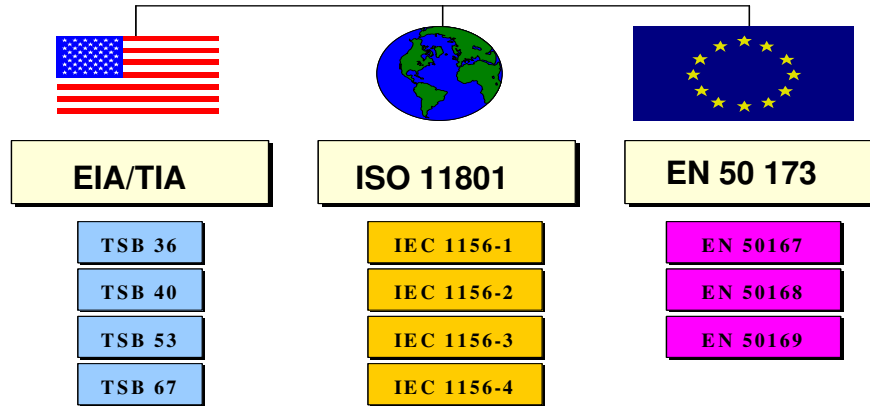 EIA/TIA
TSB 36
TSB 40
TSB 53
TSB 67
ISO 11801
IEC 1156-1
IEC 1156-2
IEC 1156-3
IEC 1156-4
EN 50 173
EN 50167
EN 50168
EN 50169